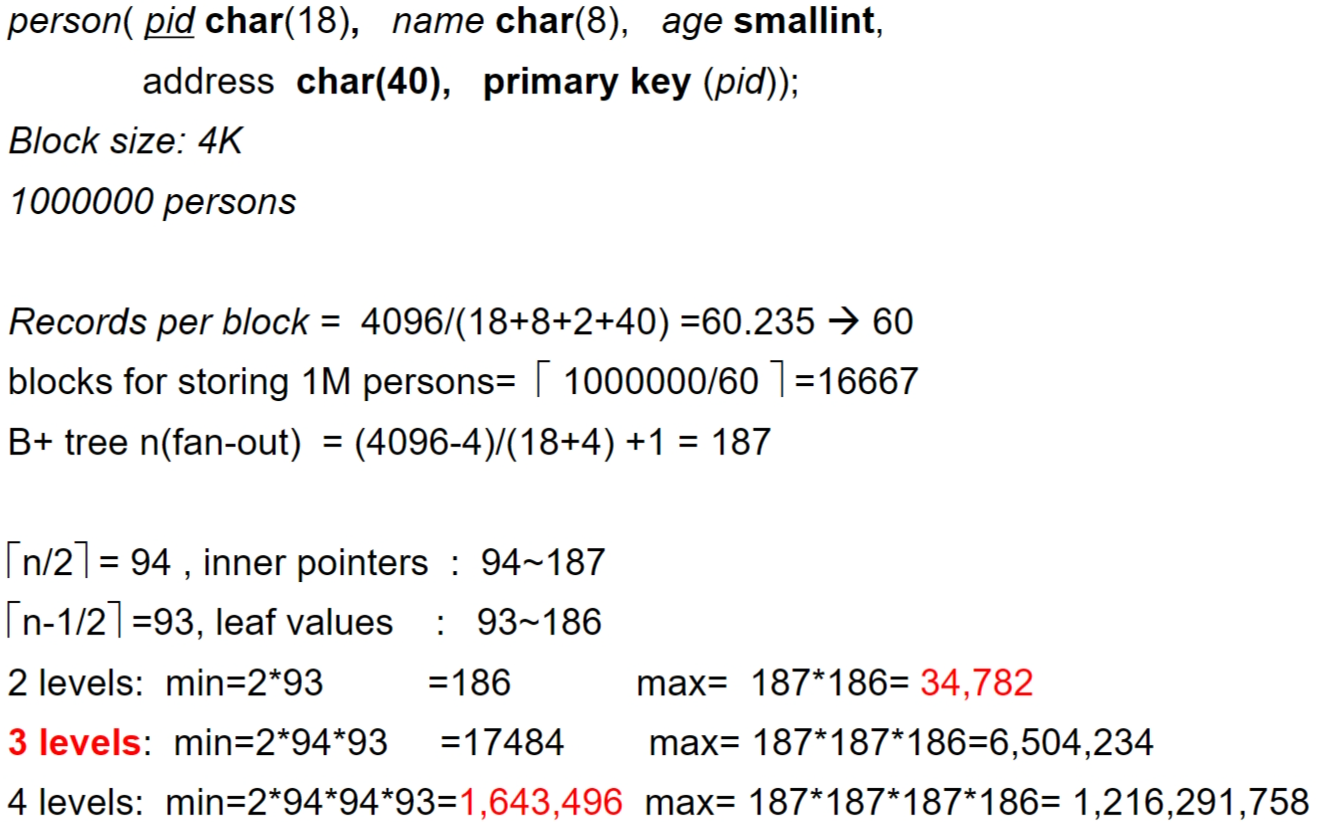 person( pid char(18), name char(8), age smallint,
address char(40), primary key (pid));
Block size: 4K
1000000 persons
Records per block = 4096/(18+8+2+40) =60.235 → 60
blocks for storing 1M persons= ⌈ 1000000/60 ⌉ =16667
B+ tree n(fan-out) = (4096-4)/(18+4) +1 = 187
⌈n/2⌉ = 94 , inner pointers : 94~187
⌈n-1/2⌉ =93, leaf values : 93~186
2 levels: min=2*93 =186 max= 187*186= 34,782
3 levels: min=2*94*93 =17484 max= 187*187*186=6,504,234
4 levels: min=2*94*94*93=1,643,496 max= 187*187*187*186= 1,216,291,758